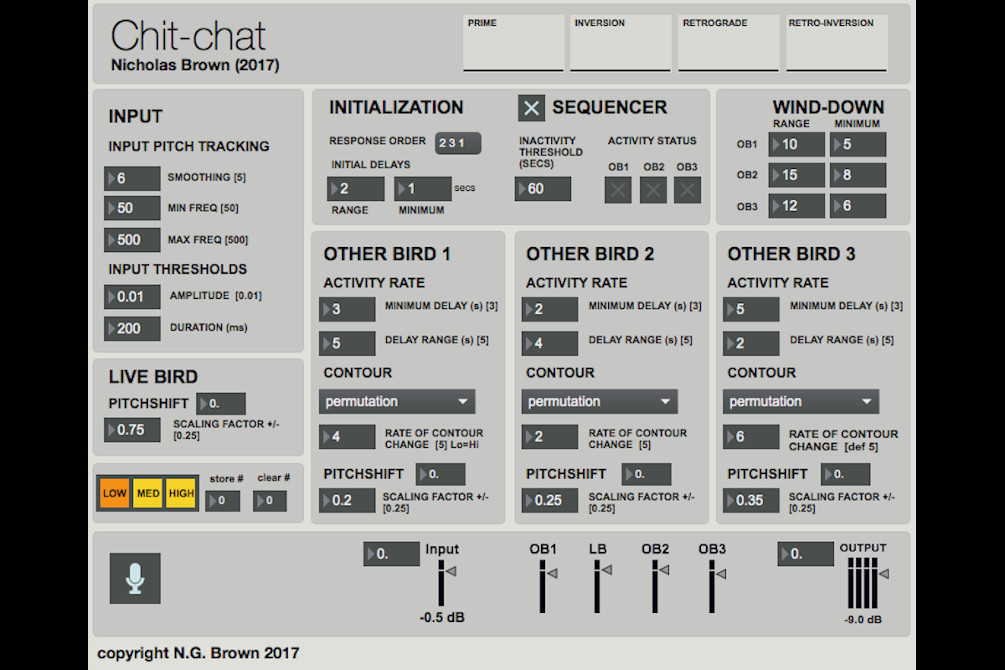 Chit-chat
Nicholas Brown (2017)
PRIME
INVERSION
RETROGRADE
RETRO-INVERSION
INPUT
INPUT PITCH TRACKING
6 SMOOTHING [5]
50 MIN FREQ [50]
500 MAX FREQ [500]
INPUT THRESHOLDS
0.01 AMPLITUDE [0.01]
200 DURATION (ms)
LIVE BIRD
PITCHSHIFT 0.
0.75 SCALING FACTOR +/-
[0.25]
LOW MED HIGH
store # clear #
0 0
INITIALIZATION
RESPONSE ORDER 2 3 1
INITIAL DELAYS
2 1 secs
RANGE MINIMUM
SEQUENCER
INACTIVITY
THRESHOLD
(SECS)
60
ACTIVITY STATUS
OB1 OB2 OB3
WIND-DOWN
RANGE MINIMUM
OB1 10 5
OB2 15 8
OB3 12 6
OTHER BIRD 1
ACTIVITY RATE
3 MINIMUM DELAY (s) [3]
5 DELAY RANGE (s) [5]
CONTOUR
permutation
4 RATE OF CONTOUR
CHANGE [5] Lo=Hi
PITCHSHIFT 0.
0.2 SCALING FACTOR +/-
[0.25]
OTHER BIRD 2
ACTIVITY RATE
2 MINIMUM DELAY (s) [3]
4 DELAY RANGE (s) [5]
CONTOUR
permutation
2 RATE OF CONTOUR
CHANGE [5]
PITCHSHIFT 0.
0.25 SCALING FACTOR +/-
[0.25]
OTHER BIRD 3
ACTIVITY RATE
5 MINIMUM DELAY (s) [3]
2 DELAY RANGE (s) [5]
CONTOUR
permutation
6 RATE OF CONTOUR
CHANGE [def 5]
PITCHSHIFT 0.
0.35 SCALING FACTOR +/-
[0.25]
0. Input
-0.5 dB
OB1 LB OB2 OB3
0. OUTPUT
-9.0 dB
copyright N.G. Brown 2017